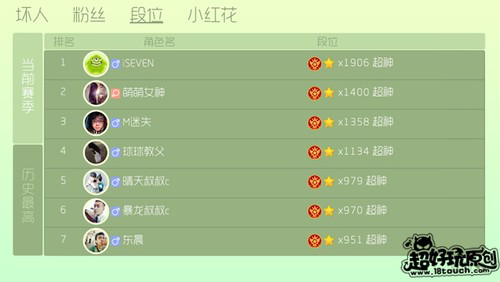 坏人 粉丝 段位 小红花
排名 角色名 段位
当前赛季
历史最高
1 iSEVEN x1906 超神
2 萌萌女神 x1400 超神
3 M迷失 x1358 超神
4 球球教父 x1134 超神
5 晴天叔叔c x979 超神
6 暴龙叔叔c x970 超神
7 东晨 x951 超神
超好玩原创
www.18touch.com